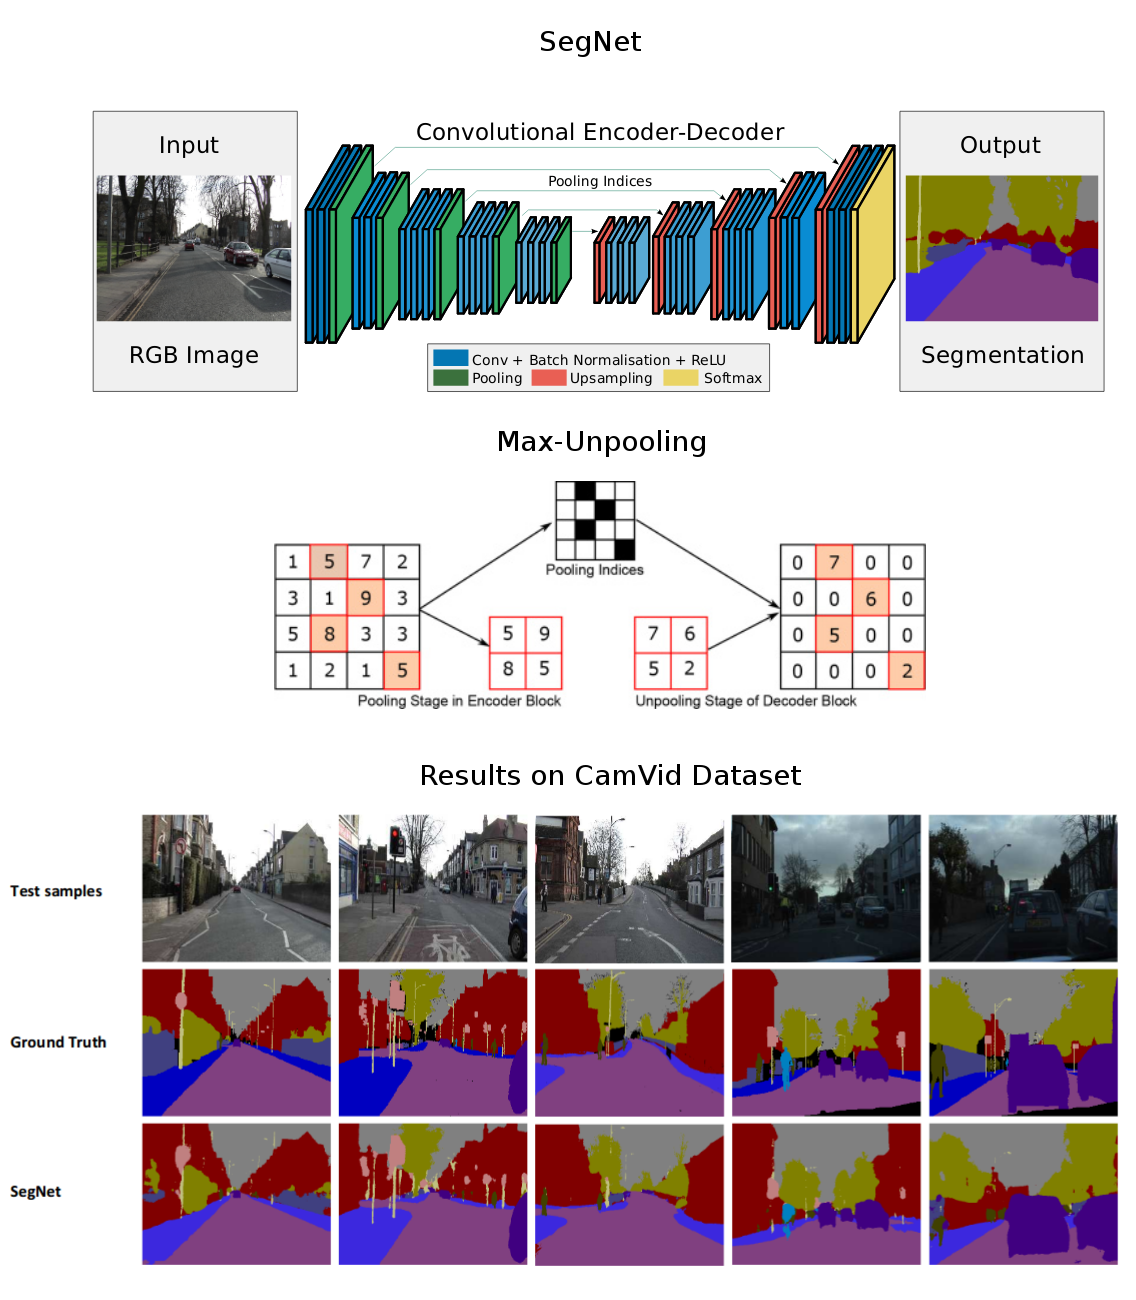 SegNet
Input
Convolutional Encoder-Decoder
Output
Pooling Indices
RGB Image
Segmentation
Conv + Batch Normalisation + ReLU
Pooling Upsampling Softmax
Max-Unpooling
Pooling Indices
1 5 7 2
3 1 9 3
5 8 3 3
1 2 1 5
5 9
8 5
7 6
5 2
0 7 0 0
0 0 6 0
0 5 0 0
0 0 0 2
Pooling Stage in Encoder Block
Unpooling Stage of Decoder Block
Results on CamVid Dataset
Test samples
Ground Truth
SegNet